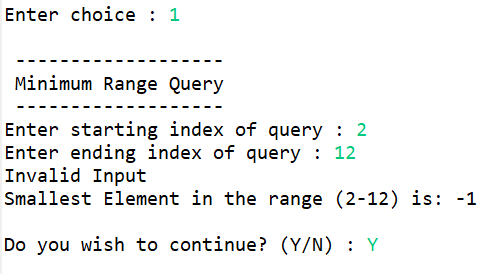 Enter choice : 1
-------------------
Minimum Range Query
-------------------
Enter starting index of query : 2
Enter ending index of query : 12
Invalid Input
Smallest Element in the range (2-12) is: -1
Do you wish to continue? (Y/N) : Y